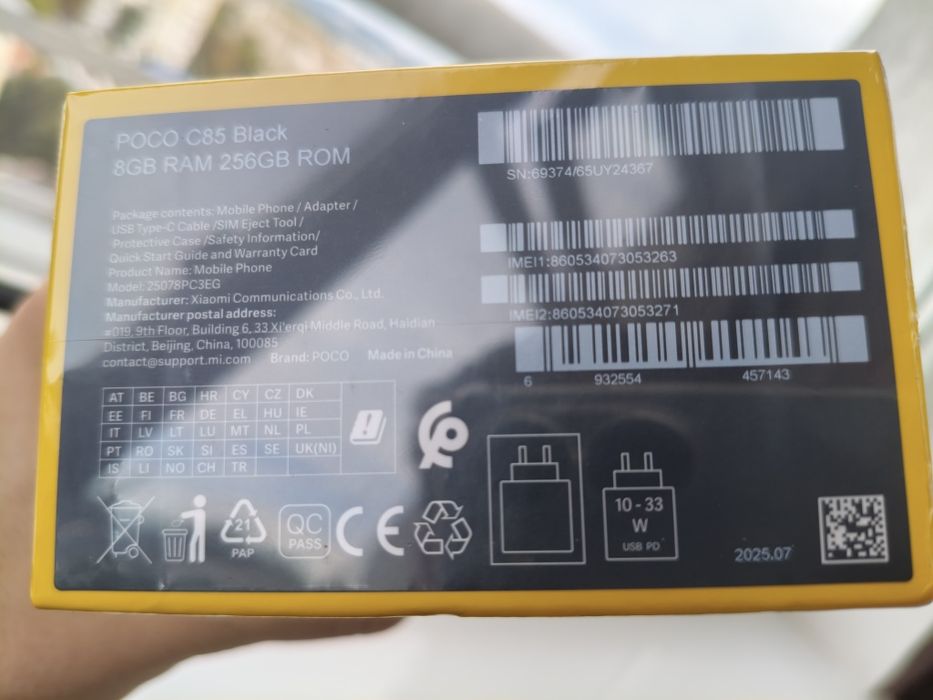 POCO C85 Black
8GB RAM 256GB ROM
Package contents: Mobile Phone / Adapter /
USB Type-C Cable /SIM Eject Tool /
Protective Case /Safety Information/
Quick Start Guide and Warranty Card
Product Name: Mobile Phone
Model: 25078PC3EG
Manufacturer: Xiaomi Communications Co., Ltd.
Manufacturer postal address:
#019, 9th Floor, Building 6, 33 Xi'erqi Middle Road, Haidian
District, Beijing, China, 100085
contact@support.mi.com Brand: POCO Made in China
SN:69374/65UY24367
IMEI1:860534073053263
IMEI2:860534073053271
6 932554 457143
AT BE BG HR CY CZ DK
EE FI FR DE EL HU IE
IT LV LT LU MT NL PL
PT RO SK SI ES SE UK(NI)
IS LI NO CH TR
21
PAP
QC
PASS
CE
10 - 33
W
USB PD
2025.07